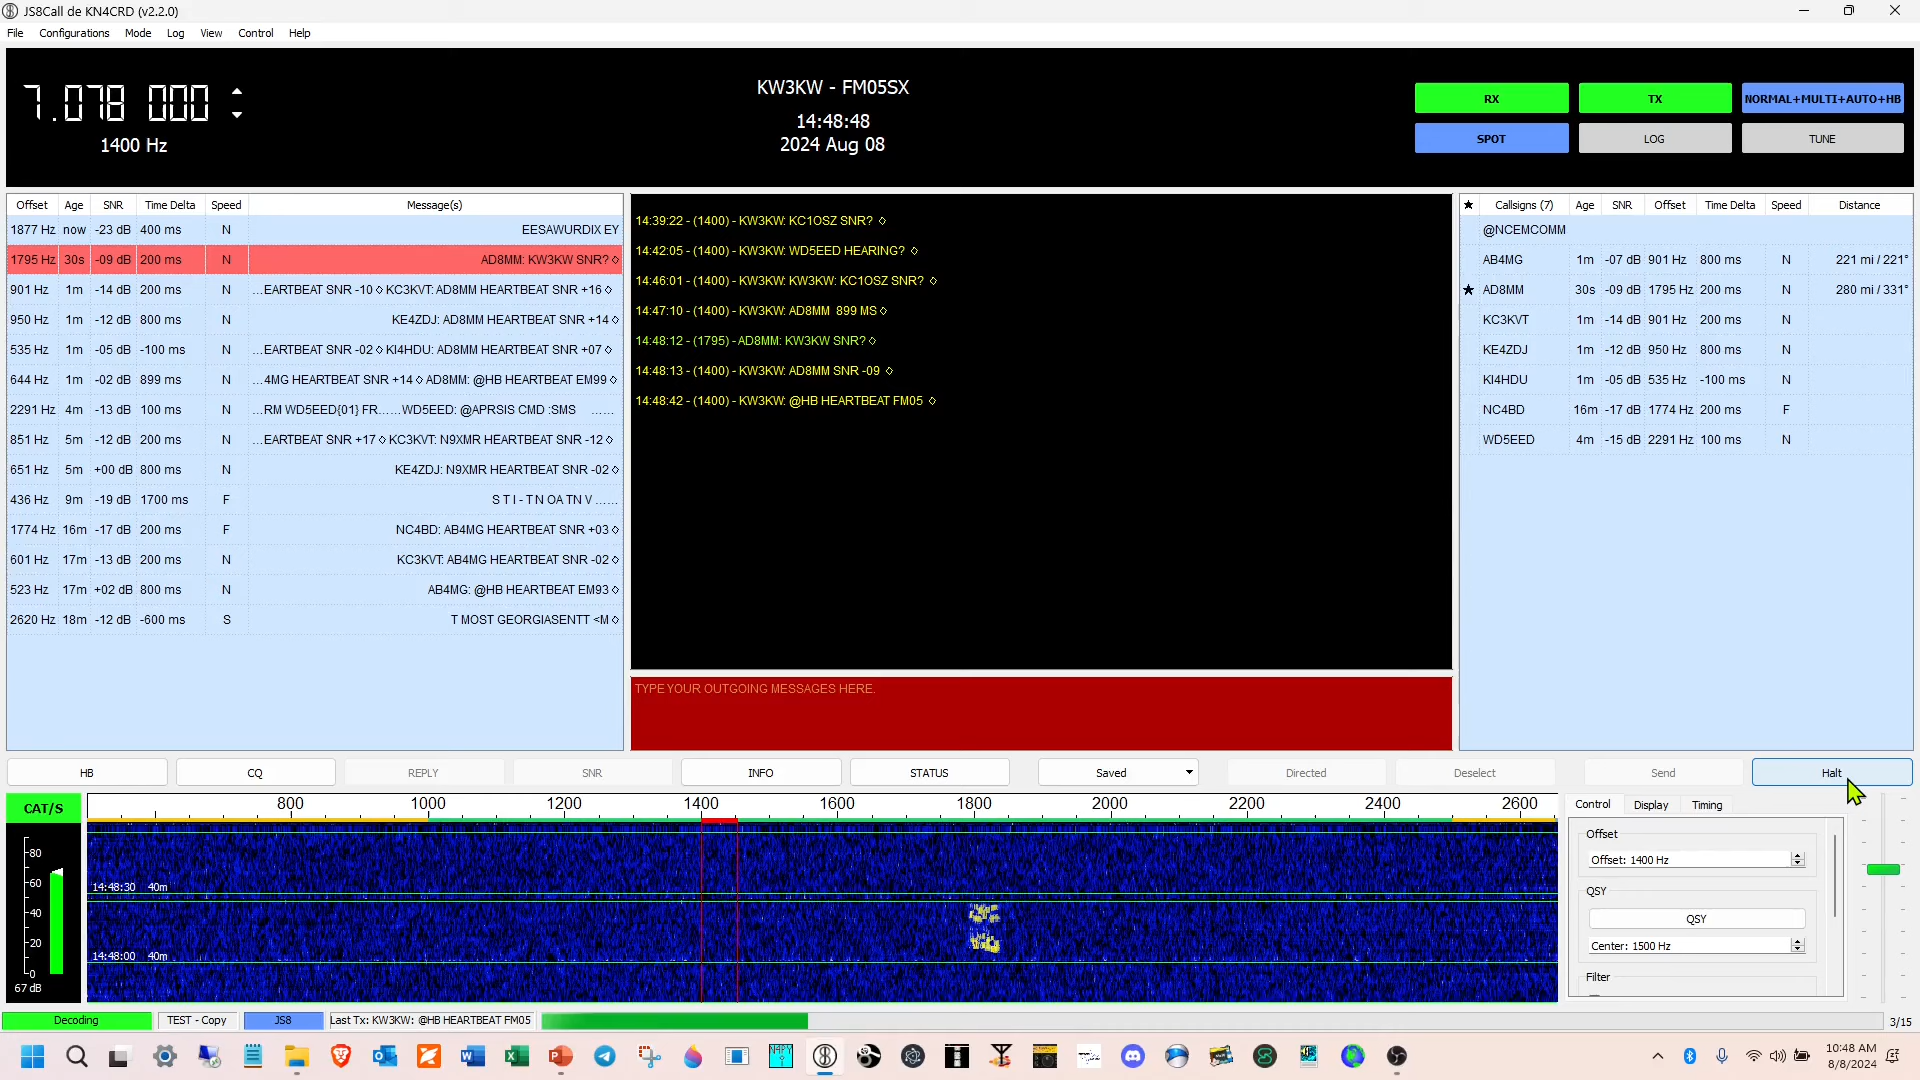 JS8Call de KN4CRD (v2.2.0)
File Configurations Mode Log View Control Help
7.078 000
1400 Hz
KW3KW - FM05SX
14:48:48
2024 Aug 08
RX TX NORMAL+MULTI+AUTO+HB
SPOT LOG TUNE
Offset Age SNR Time Delta Speed Message(s)
1877 Hz now -23 dB 400 ms N EESAWURDIX EY
1795 Hz 30s -09 dB 200 ms N AD8MM: KW3KW SNR? ♢
901 Hz 1m -14 dB 200 ms N ...EARTBEAT SNR -10 ♢ KC3KVT: AD8MM HEARTBEAT SNR +16 ♢
950 Hz 1m -12 dB 800 ms N KE4ZDJ: AD8MM HEARTBEAT SNR +14 ♢
535 Hz 1m -05 dB -100 ms N ...EARTBEAT SNR -02 ♢ KI4HDU: AD8MM HEARTBEAT SNR +07 ♢
644 Hz 1m -02 dB 899 ms N ...4MG HEARTBEAT SNR +14 ♢ AD8MM: @HB HEARTBEAT EM99 ♢
2291 Hz 4m -13 dB 100 ms N ...RM WD5EED{01} FR......WD5EED: @APRSIS CMD :SMS ......
851 Hz 5m -12 dB 200 ms N ...EARTBEAT SNR +17 ♢ KC3KVT: N9XMR HEARTBEAT SNR -12 ♢
651 Hz 5m +00 dB 800 ms N KE4ZDJ: N9XMR HEARTBEAT SNR -02 ♢
436 Hz 9m -19 dB 1700 ms F S T I - T N OA TN V ......
1774 Hz 16m -17 dB 200 ms F NC4BD: AB4MG HEARTBEAT SNR +03 ♢
601 Hz 17m -13 dB 200 ms N KC3KVT: AB4MG HEARTBEAT SNR -02 ♢
523 Hz 17m +02 dB 800 ms N AB4MG: @HB HEARTBEAT EM93 ♢
2620 Hz 18m -12 dB -600 ms S T MOST GEORGIASENTT <M ♢
14:39:22 - (1400) - KW3KW: KC1OSZ SNR? ♢
14:42:05 - (1400) - KW3KW: WD5EED HEARING? ♢
14:46:01 - (1400) - KW3KW: KW3KW: KC1OSZ SNR? ♢
14:47:10 - (1400) - KW3KW: AD8MM 899 MS ♢
14:48:12 - (1795) - AD8MM: KW3KW SNR? ♢
14:48:13 - (1400) - KW3KW: AD8MM SNR -09 ♢
14:48:42 - (1400) - KW3KW: @HB HEARTBEAT FM05 ♢
TYPE YOUR OUTGOING MESSAGES HERE.
★ Callsigns (7) Age SNR Offset Time Delta Speed Distance
@NCEMCOMM
AB4MG 1m -07 dB 901 Hz 800 ms N 221 mi / 221°
★ AD8MM 30s -09 dB 1795 Hz 200 ms N 280 mi / 331°
KC3KVT 1m -14 dB 901 Hz 200 ms N
KE4ZDJ 1m -12 dB 950 Hz 800 ms N
KI4HDU 1m -05 dB 535 Hz -100 ms N
NC4BD 16m -17 dB 1774 Hz 200 ms F
WD5EED 4m -15 dB 2291 Hz 100 ms N
HB CQ REPLY SNR INFO STATUS Saved Directed Deselect Send Halt
CAT/S
80
60
40
20
0
67 dB
800 1000 1200 1400 1600 1800 2000 2200 2400 2600
14:48:30 40m
14:48:00 40m
Control Display Timing
Offset
Offset: 1400 Hz
QSY
QSY
Center: 1500 Hz
Filter
Decoding TEST - Copy JS8 Last Tx: KW3KW: @HB HEARTBEAT FM05 3/15
N4PY
10:48 AM
8/8/2024